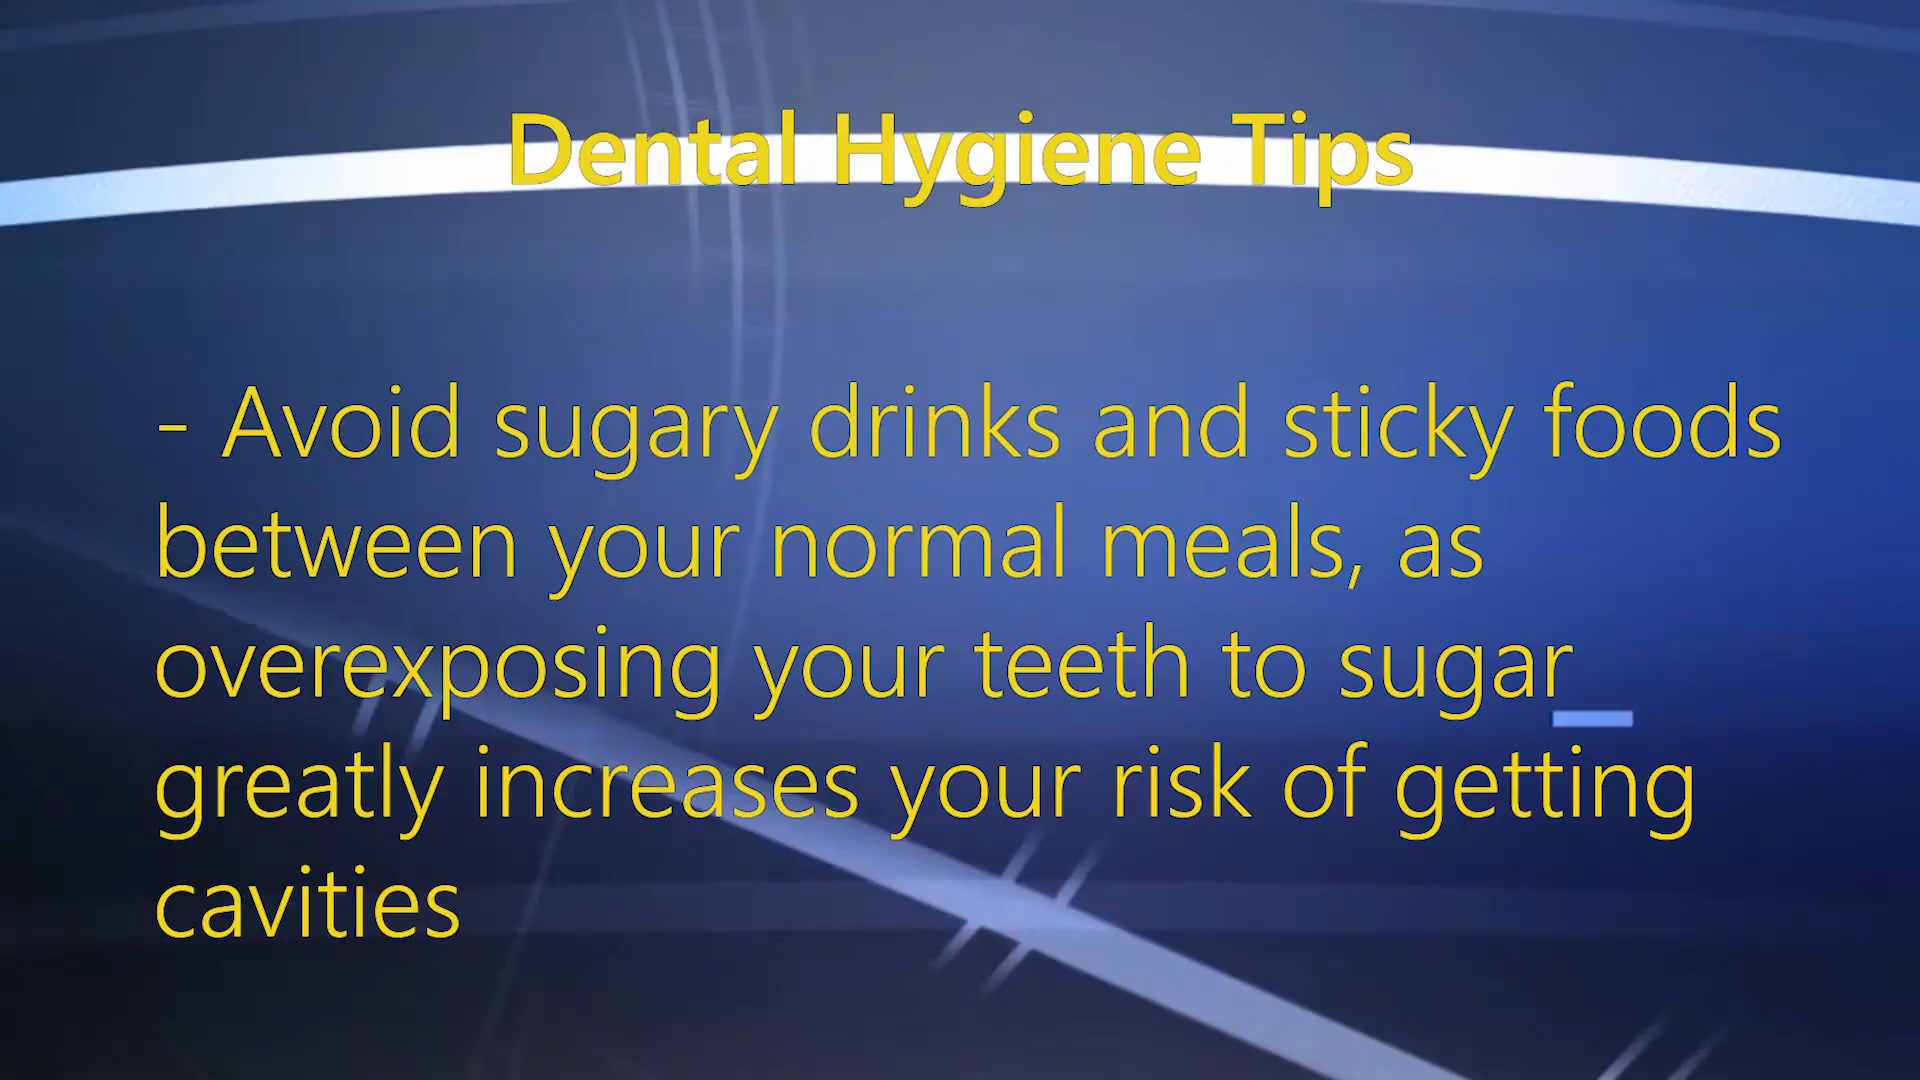 Dental Hygiene Tips
- Avoid sugary drinks and sticky foods
between your normal meals, as
overexposing your teeth to sugar
greatly increases your risk of getting
cavities